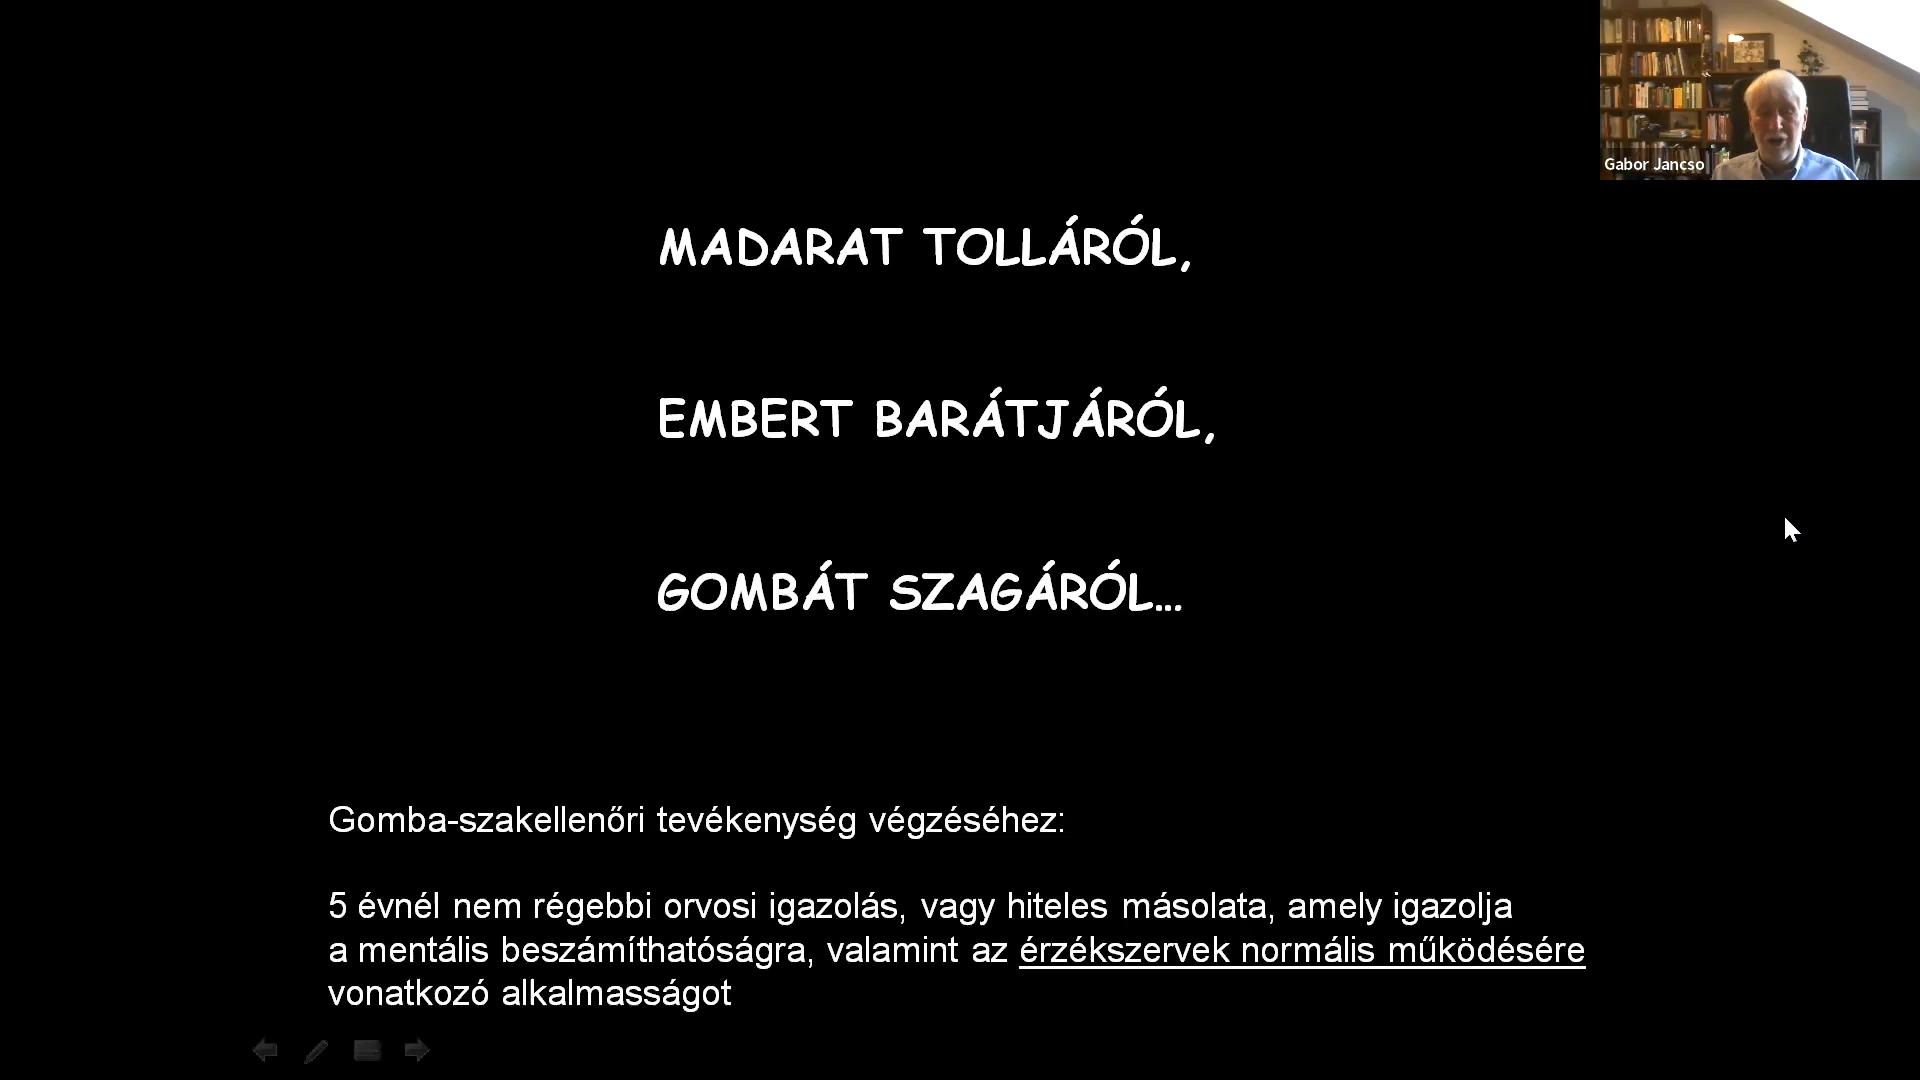 Gabor Jancso
MADARAT TOLLÁRÓL,
EMBERT BARÁTJÁRÓL,
GOMBÁT SZAGÁRÓL...
Gomba-szakellenőri tevékenység végzéséhez:
5 évnél nem régebbi orvosi igazolás, vagy hiteles másolata, amely igazolja
a mentális beszámíthatóságra, valamint az érzékszervek normális működésére
vonatkozó alkalmasságot